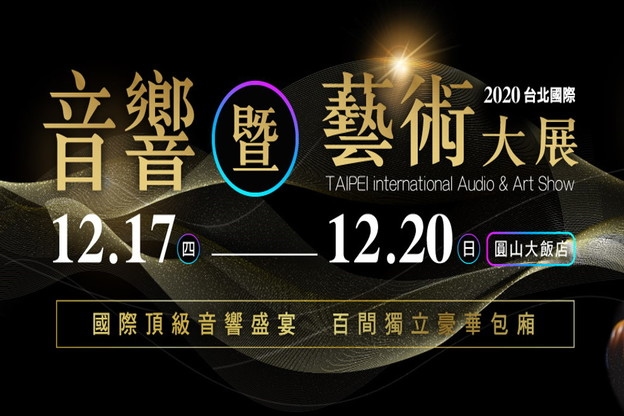 2020 台北國際
音響暨藝術大展
TAIPEI international Audio & Art Show
12.17 四 12.20 日 圓山大飯店
國際頂級音響盛宴 百間獨立豪華包廂